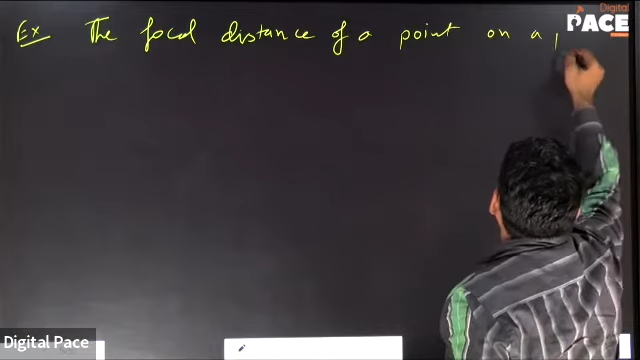 Ex The focal distance of a point on a p
Digital
PACE
Digital Pace